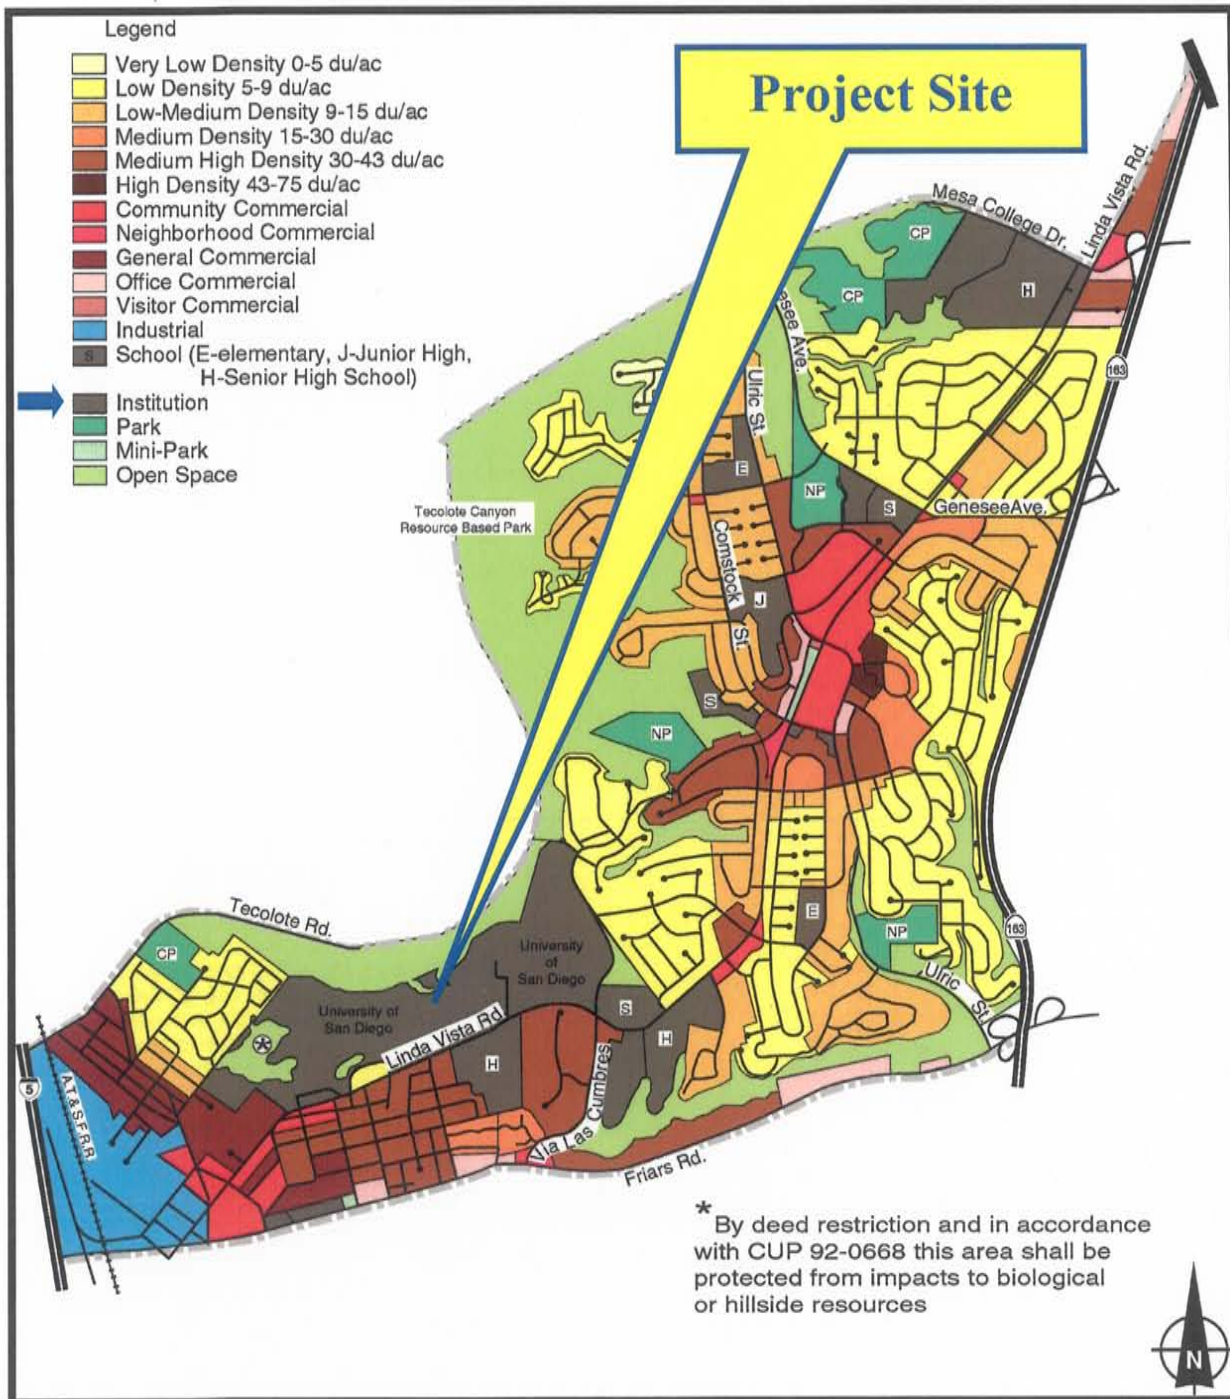 Legend
Very Low Density 0-5 du/ac
Low Density 5-9 du/ac
Low-Medium Density 9-15 du/ac
Medium Density 15-30 du/ac
Medium High Density 30-43 du/ac
High Density 43-75 du/ac
Community Commercial
Neighborhood Commercial
General Commercial
Office Commercial
Visitor Commercial
Industrial
S
School (E-elementary, J-Junior High,
H-Senior High School)
Institution
Park
Mini-Park
Open Space
Project Site
Mesa College Dr.
Linda Vista Rd.
CP
CP
H
esee Ave.
163
Ulric St.
E
NP
S
GeneseeAve.
Tecolote Canyon
Resource Based Park
Comstock St.
J
S
NP
E
NP
163
Ulric St.
Tecolote Rd.
CP
University
of
San Diego
University of
San Diego
*
Linda Vista Rd
S
H
H
Via Las Cumbres
Friars Rd.
5
A.T.& S.F.R.R.
* By deed restriction and in accordance
with CUP 92-0668 this area shall be
protected from impacts to biological
or hillside resources
N